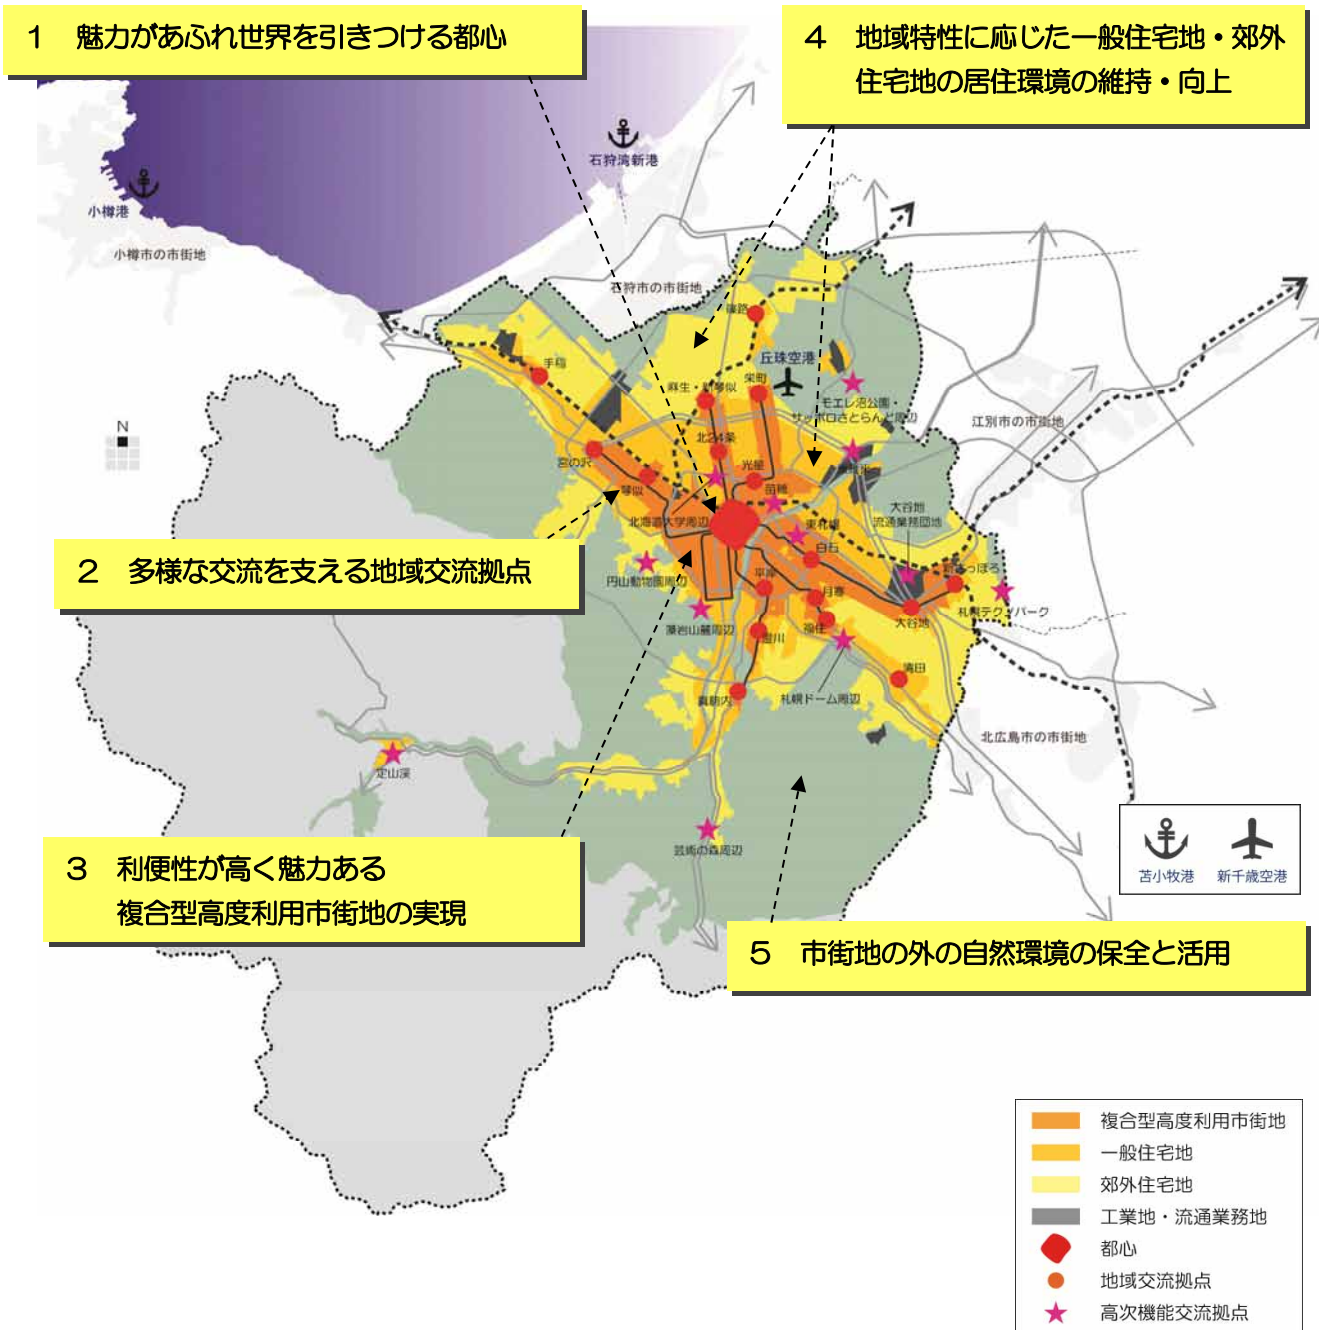 1　魅力があふれ世界を引きつける都心
4　地域特性に応じた一般住宅地・郊外
住宅地の居住環境の維持・向上
石狩湾新港
小樽港
小樽市の市街地
石狩市の市街地
篠路
丘珠空港
手稲
麻生・新琴似
栄町
モエレ沼公園・
サッポロさとらんど周辺
江別市の市街地
N
北24条
宮の沢
光星
琴似
苗穂
大谷地
流通業務団地
北海道大学周辺
東札幌
白石
2　多様な交流を支える地域交流拠点
新さっぽろ
円山動物園周辺
平岸
月寒
札幌テクノパーク
大谷地
藻岩山麓周辺
澄川
福住
清田
真駒内
札幌ドーム周辺
北広島市の市街地
定山渓
苫小牧港
新千歳空港
芸術の森周辺
3　利便性が高く魅力ある
複合型高度利用市街地の実現
5　市街地の外の自然環境の保全と活用
複合型高度利用市街地
一般住宅地
郊外住宅地
工業地・流通業務地
都心
地域交流拠点
高次機能交流拠点